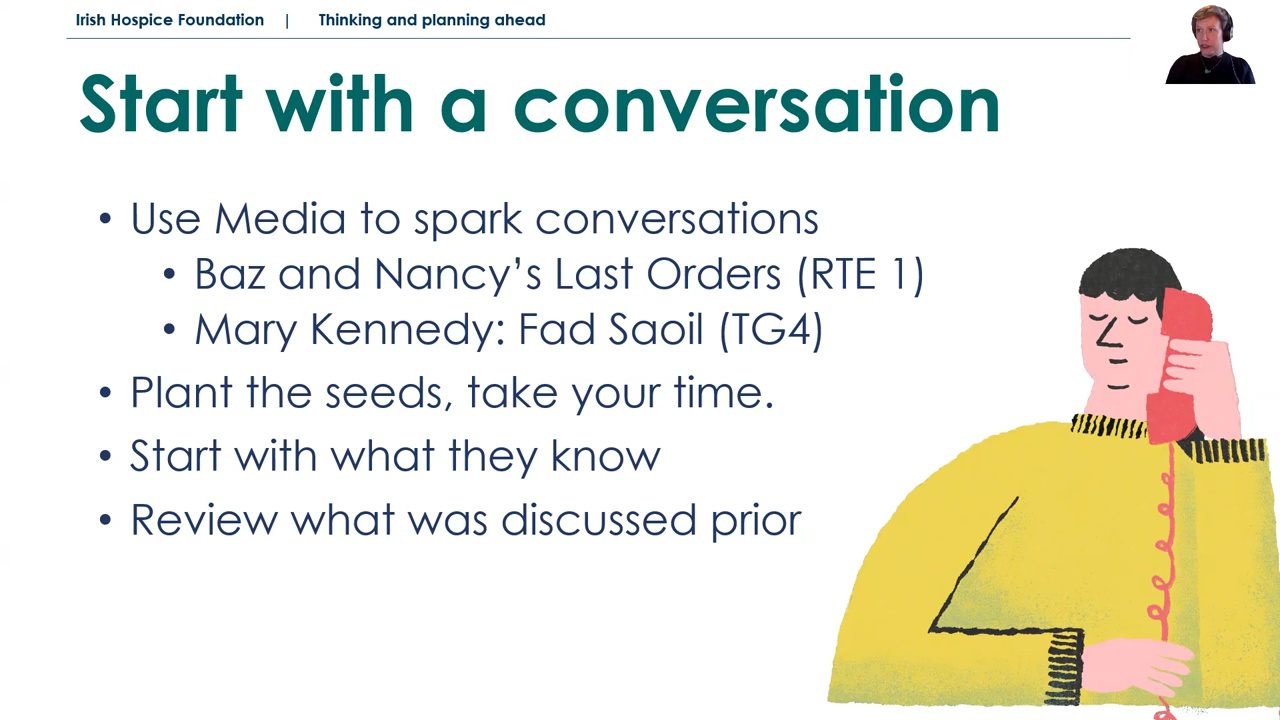 Irish Hospice Foundation | Thinking and planning ahead
Start with a conversation
• Use Media to spark conversations
• Baz and Nancy’s Last Orders (RTE 1)
• Mary Kennedy: Fad Saoil (TG4)
• Plant the seeds, take your time.
• Start with what they know
• Review what was discussed prior